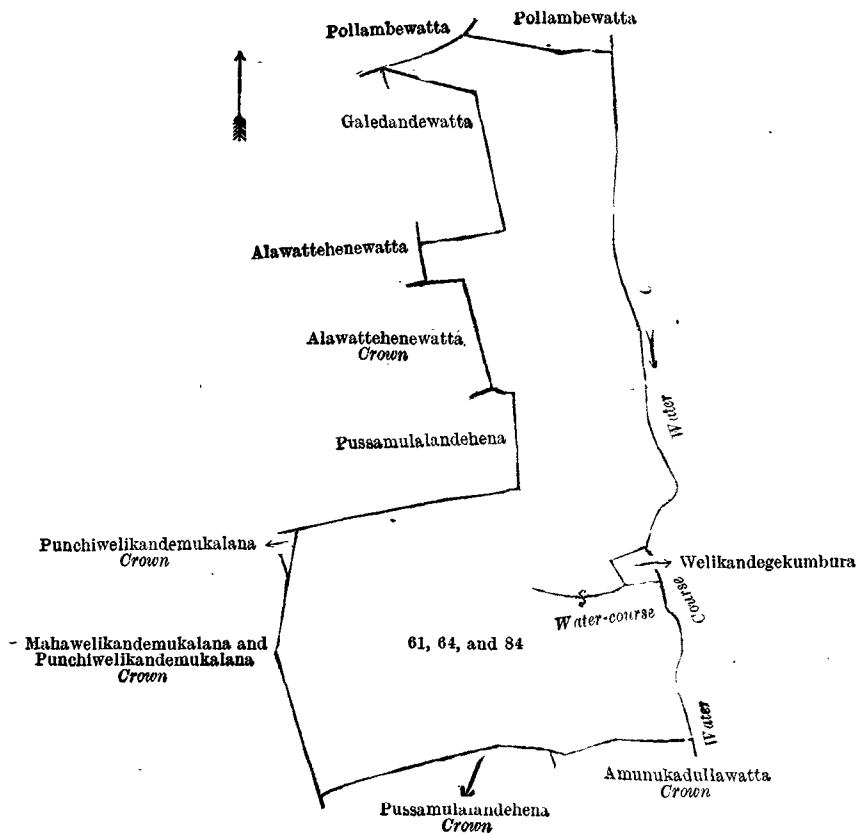 Pollambewatta
Pollambewatta
Galedandewatta
Alawattehenewatta
Alawattehenewatta
Crown
Pussamulalandehena
Water
Punchiwelikandemukalana
Crown
Welikandegekumbura
Water-course
Course
Mahawelikandemukalana and
Punchiwelikandemukalana
Crown
61, 64, and 84
Water
Amunukadullawatta
Crown
Pussamulalandehena
Crown